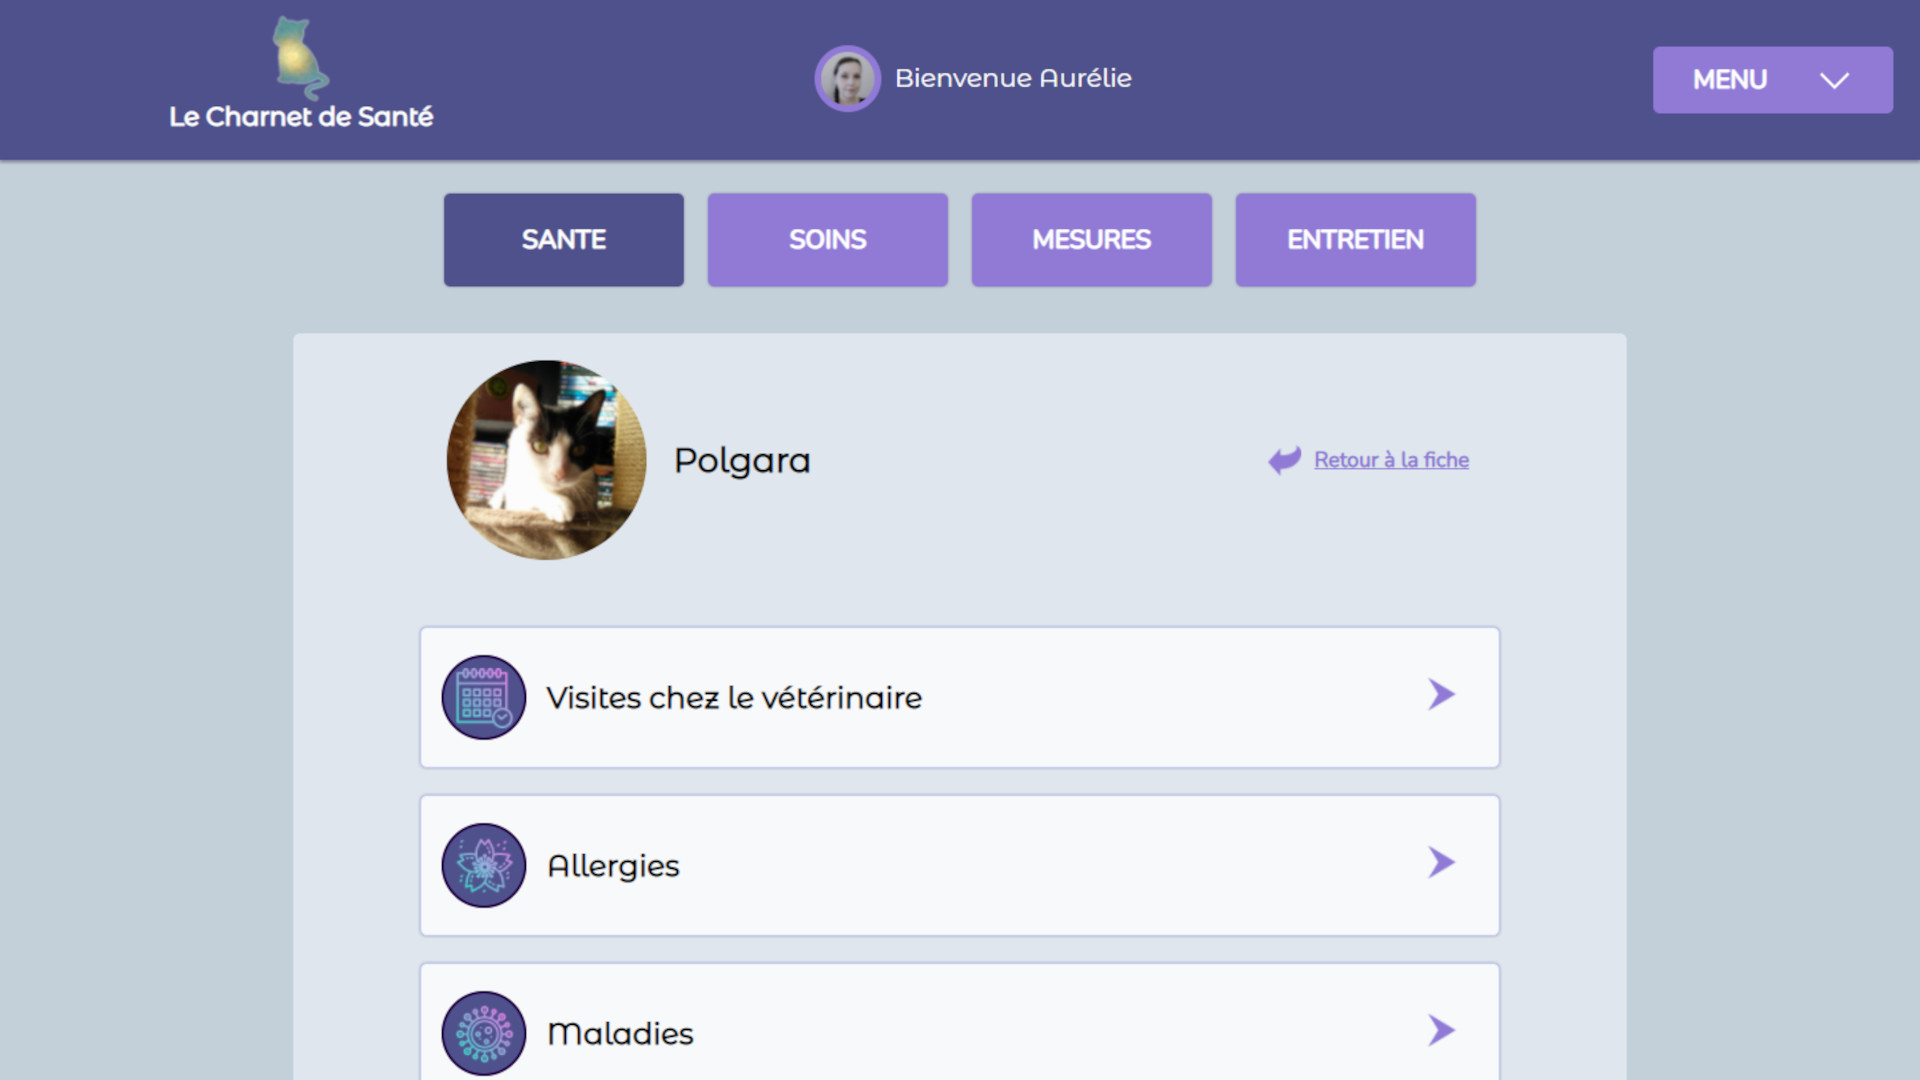 Le Charnet de Santé
Bienvenue Aurélie
MENU
SANTE
SOINS
MESURES
ENTRETIEN
Polgara
Retour à la fiche
Visites chez le vétérinaire
Allergies
Maladies